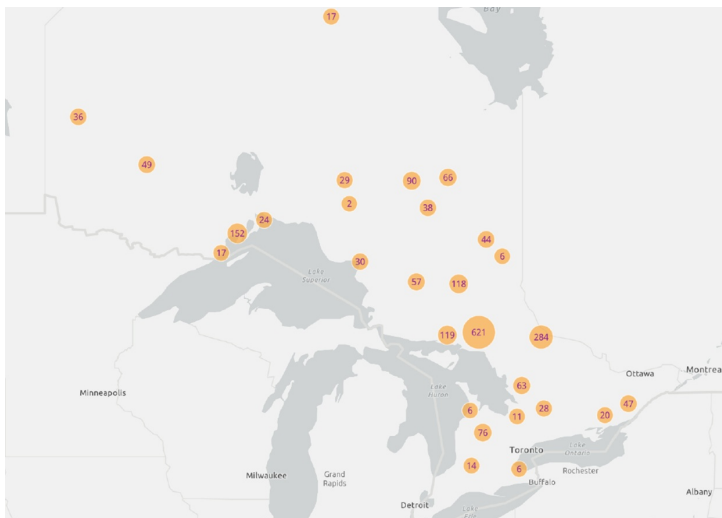 Bay
17
36
49
29
90
66
2
38
24
152
17
44
6
30
Lake
Superior
57
118
119
621
284
Ottawa
Montrea
63
Lake
Huron
Minneapolis
6
11
28
20
47
76
Toronto
Lake
Ontario
14
6
Rochester
Milwaukee
Grand
Rapids
Buffalo
Albany
Detroit
Lake